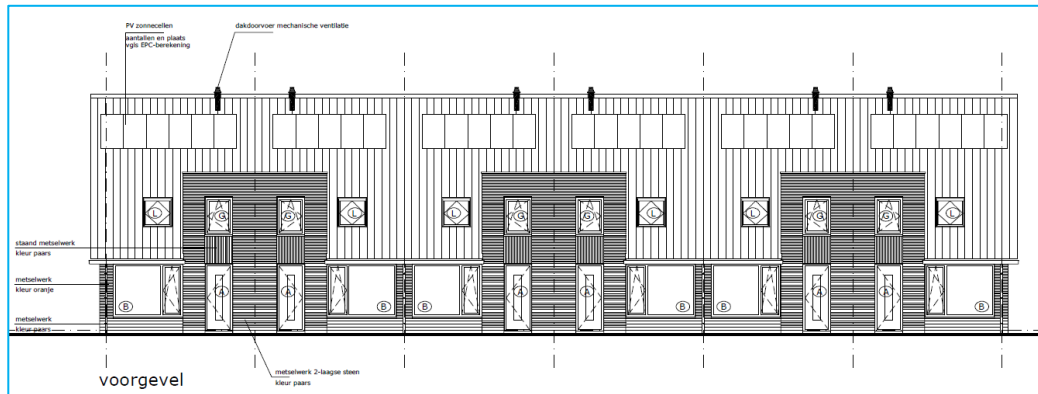 PV zonnecellen
aantallen en plaats
vgls EPC-berekening
dakdoorvoer mechanische ventilatie
L
G
G
L
L
G
G
L
L
G
G
L
staand metselwerk
kleur paars
metselwerk
kleur oranje
metselwerk
kleur paars
B
A
A
B
B
A
A
B
B
A
A
B
metselwerk 2-laagse steen
kleur paars
voorgevel